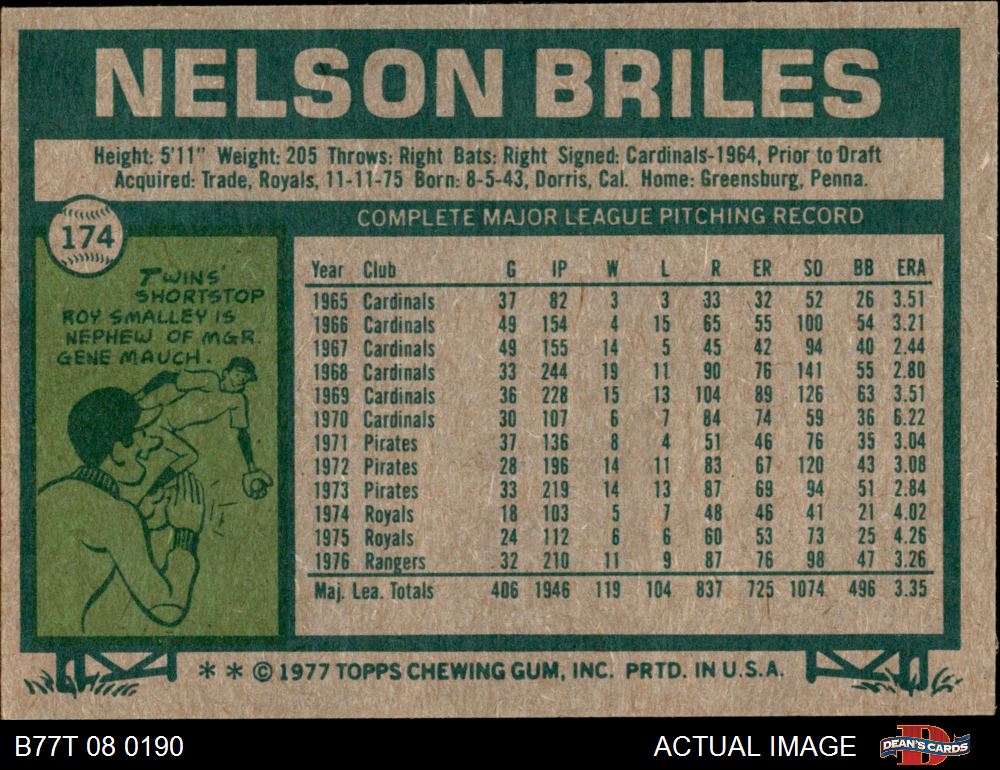 NELSON BRILES
Height: 5'11" Weight: 205 Throws: Right Bats: Right Signed: Cardinals-1964, Prior to Draft
Acquired: Trade, Royals, 11-11-75 Born: 8-5-43, Dorris, Cal. Home: Greensburg, Penna.
174
TWINS'
SHORTSTOP
ROY SMALLEY IS
NEPHEW OF MGR.
GENE MAUCH.
COMPLETE MAJOR LEAGUE PITCHING RECORD
Year Club G IP W L R ER SO BB ERA
1965 Cardinals 37 82 3 3 33 32 52 26 3.51
1966 Cardinals 49 154 4 15 65 55 100 54 3.21
1967 Cardinals 49 155 14 5 45 42 94 40 2.44
1968 Cardinals 33 244 19 11 90 76 141 55 2.80
1969 Cardinals 36 228 15 13 104 89 126 63 3.51
1970 Cardinals 30 107 6 7 84 74 59 36 6.22
1971 Pirates 37 136 8 4 51 46 76 35 3.04
1972 Pirates 28 196 14 11 83 67 120 43 3.08
1973 Pirates 33 219 14 13 87 69 94 51 2.84
1974 Royals 18 103 5 7 48 46 41 21 4.02
1975 Royals 24 112 6 6 60 53 73 25 4.26
1976 Rangers 32 210 11 9 87 76 98 47 3.26
Maj. Lea. Totals 406 1946 119 104 837 725 1074 496 3.35
* * © 1977 TOPPS CHEWING GUM, INC. PRTD. IN U.S.A.
B77T 08 0190
ACTUAL IMAGE
DEAN'S CARDS